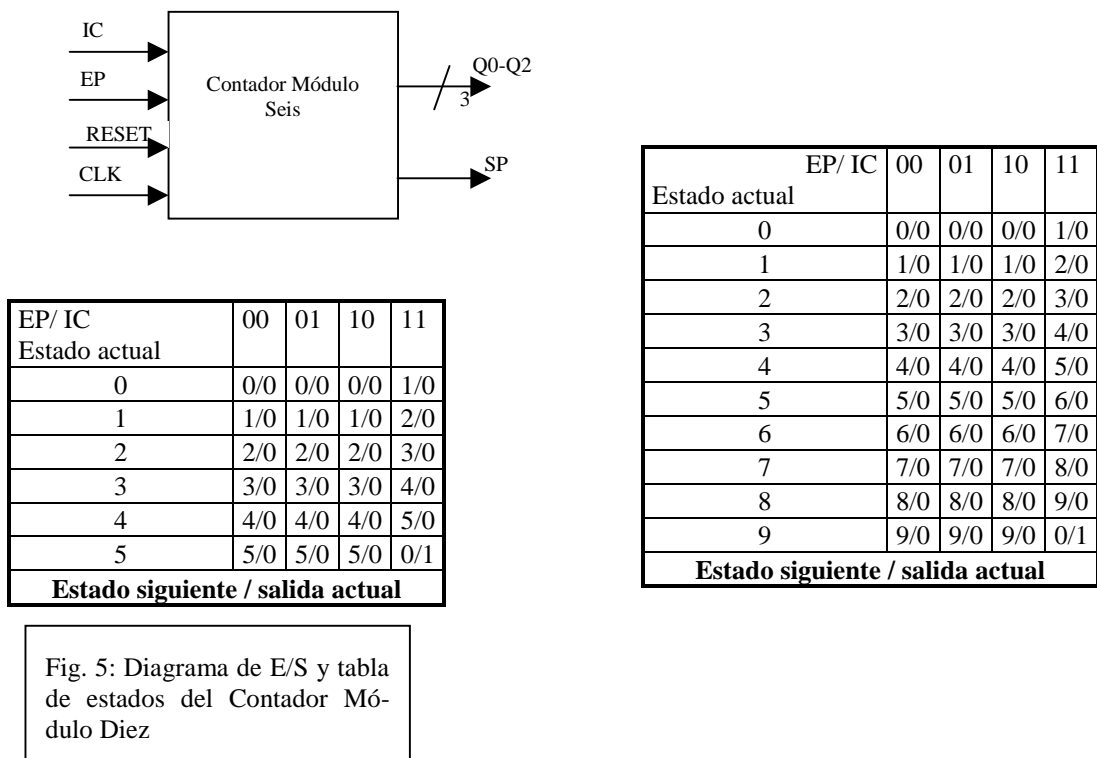 IC
EP
RESET
CLK
Contador Módulo
Seis
Q0-Q2
3
SP
EP/ IC 00 01 10 11
Estado actual
0 0/0 0/0 0/0 1/0
1 1/0 1/0 1/0 2/0
2 2/0 2/0 2/0 3/0
3 3/0 3/0 3/0 4/0
4 4/0 4/0 4/0 5/0
5 5/0 5/0 5/0 0/1
Estado siguiente / salida actual
EP/ IC 00 01 10 11
Estado actual
0 0/0 0/0 0/0 1/0
1 1/0 1/0 1/0 2/0
2 2/0 2/0 2/0 3/0
3 3/0 3/0 3/0 4/0
4 4/0 4/0 4/0 5/0
5 5/0 5/0 5/0 6/0
6 6/0 6/0 6/0 7/0
7 7/0 7/0 7/0 8/0
8 8/0 8/0 8/0 9/0
9 9/0 9/0 9/0 0/1
Estado siguiente / salida actual
Fig. 5: Diagrama de E/S y tabla
de estados del Contador Mó-
dulo Diez